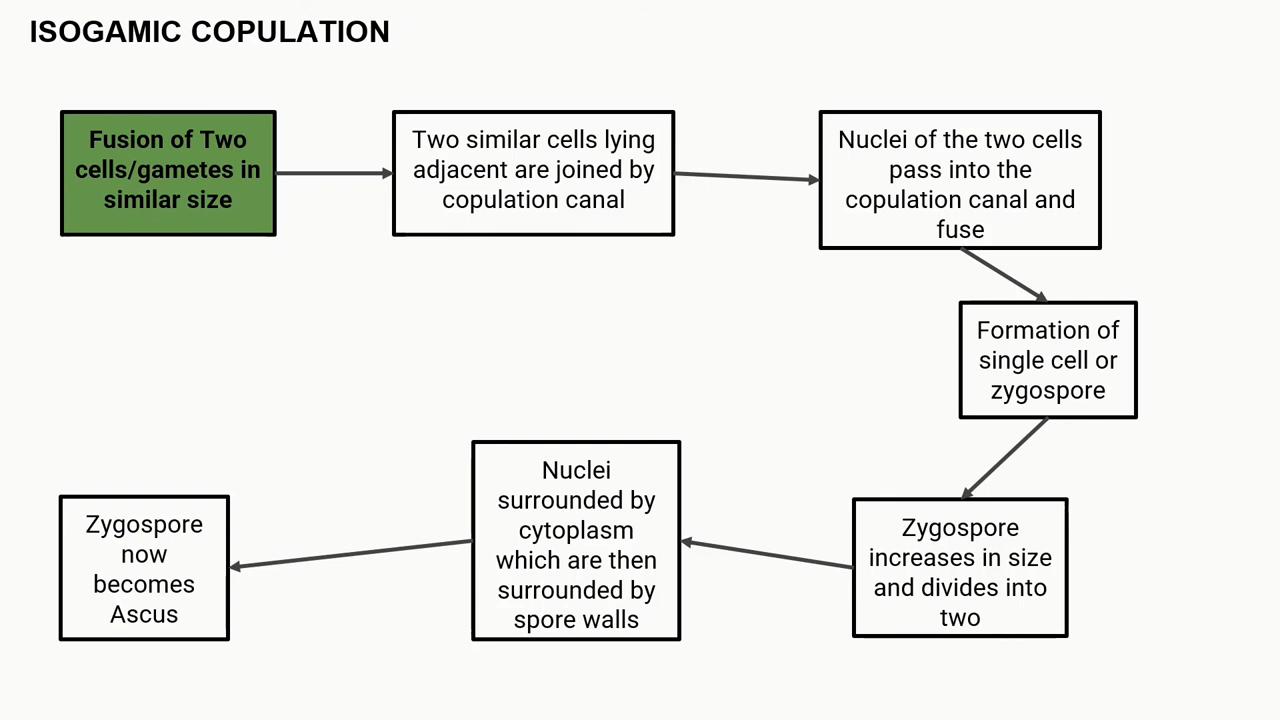 ISOGAMIC COPULATION
Fusion of Two
cells/gametes in
similar size
Two similar cells lying
adjacent are joined by
copulation canal
Nuclei of the two cells
pass into the
copulation canal and
fuse
Formation of
single cell or
zygospore
Zygospore
increases in size
and divides into
two
Nuclei
surrounded by
cytoplasm
which are then
surrounded by
spore walls
Zygospore
now
becomes
Ascus